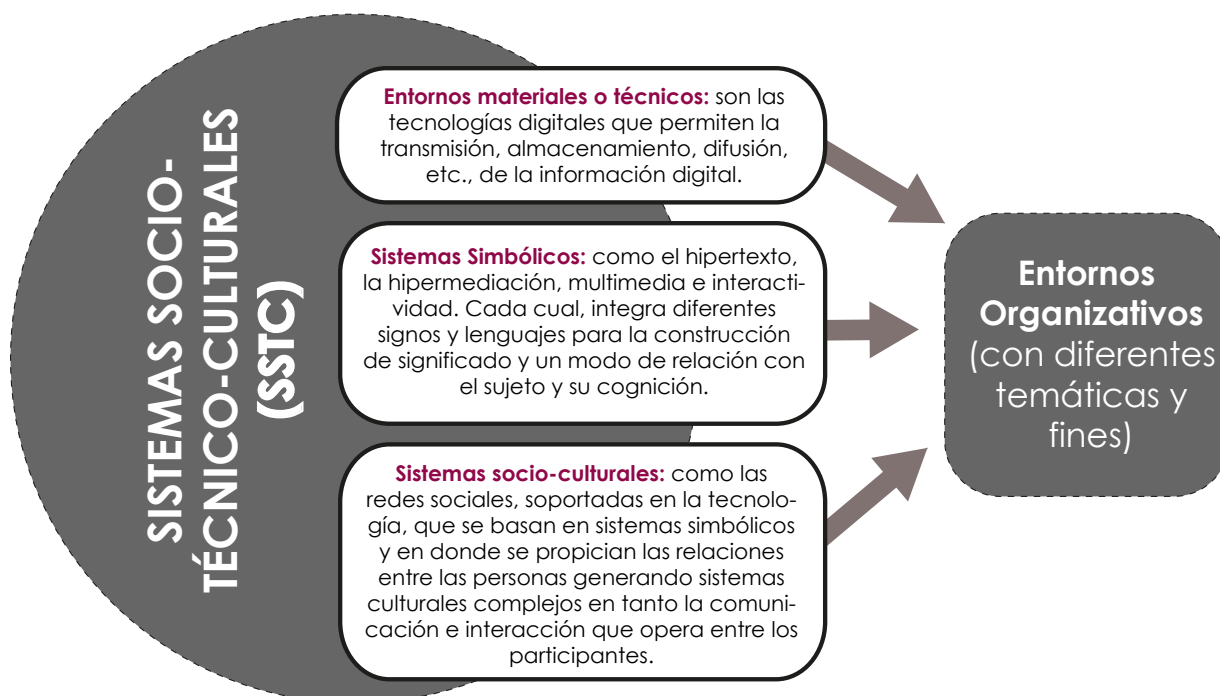 SISTEMAS SOCIO-
TÉCNICO-CULTURALES
(SSTC)
Entornos materiales o técnicos: son las
tecnologías digitales que permiten la
transmisión, almacenamiento, difusión,
etc., de la información digital.
Sistemas Simbólicos: como el hipertexto,
la hipermediación, multimedia e interacti-
vidad. Cada cual, integra diferentes
signos y lenguajes para la construcción
de significado y un modo de relación con
el sujeto y su cognición.
Sistemas socio-culturales: como las
redes sociales, soportadas en la tecnolo-
gía, que se basan en sistemas simbólicos
y en donde se propician las relaciones
entre las personas generando sistemas
culturales complejos en tanto la comuni-
cación e interacción que opera entre los
participantes.
Entornos
Organizativos
(con diferentes
temáticas y
fines)